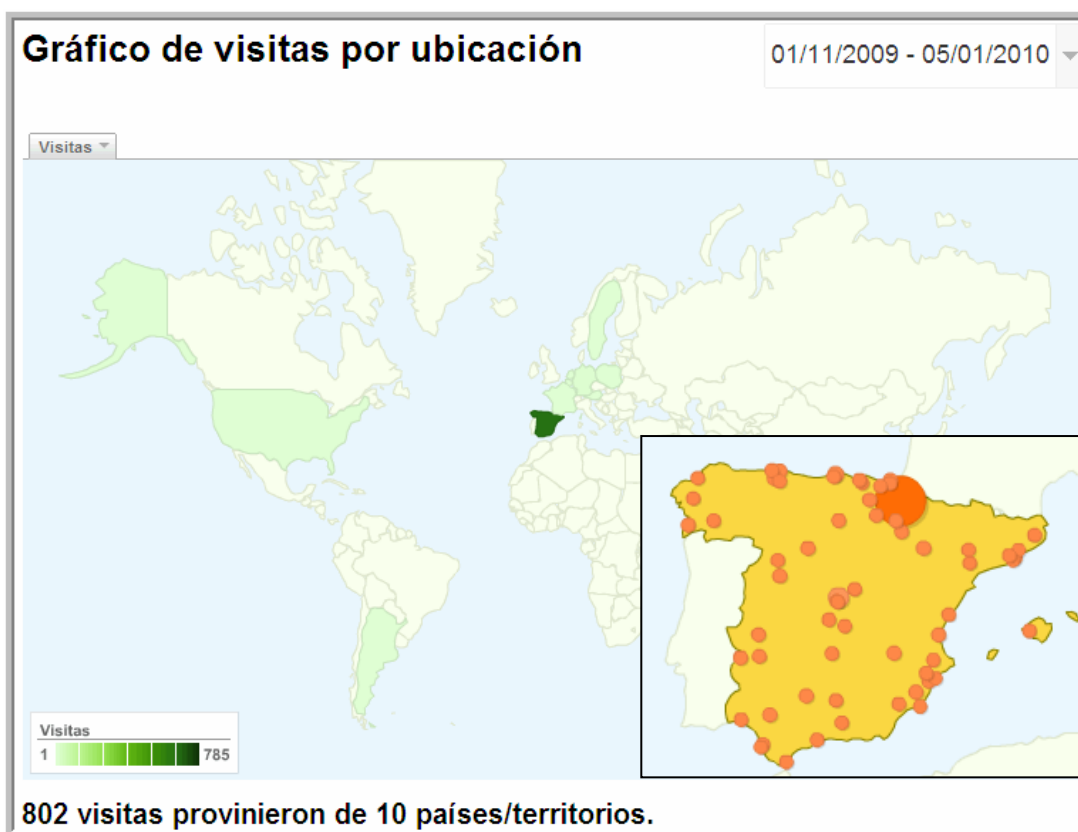 Gráfico de visitas por ubicación
01/11/2009 - 05/01/2010
Visitas
Visitas
1 785
802 visitas provinieron de 10 países/territorios.